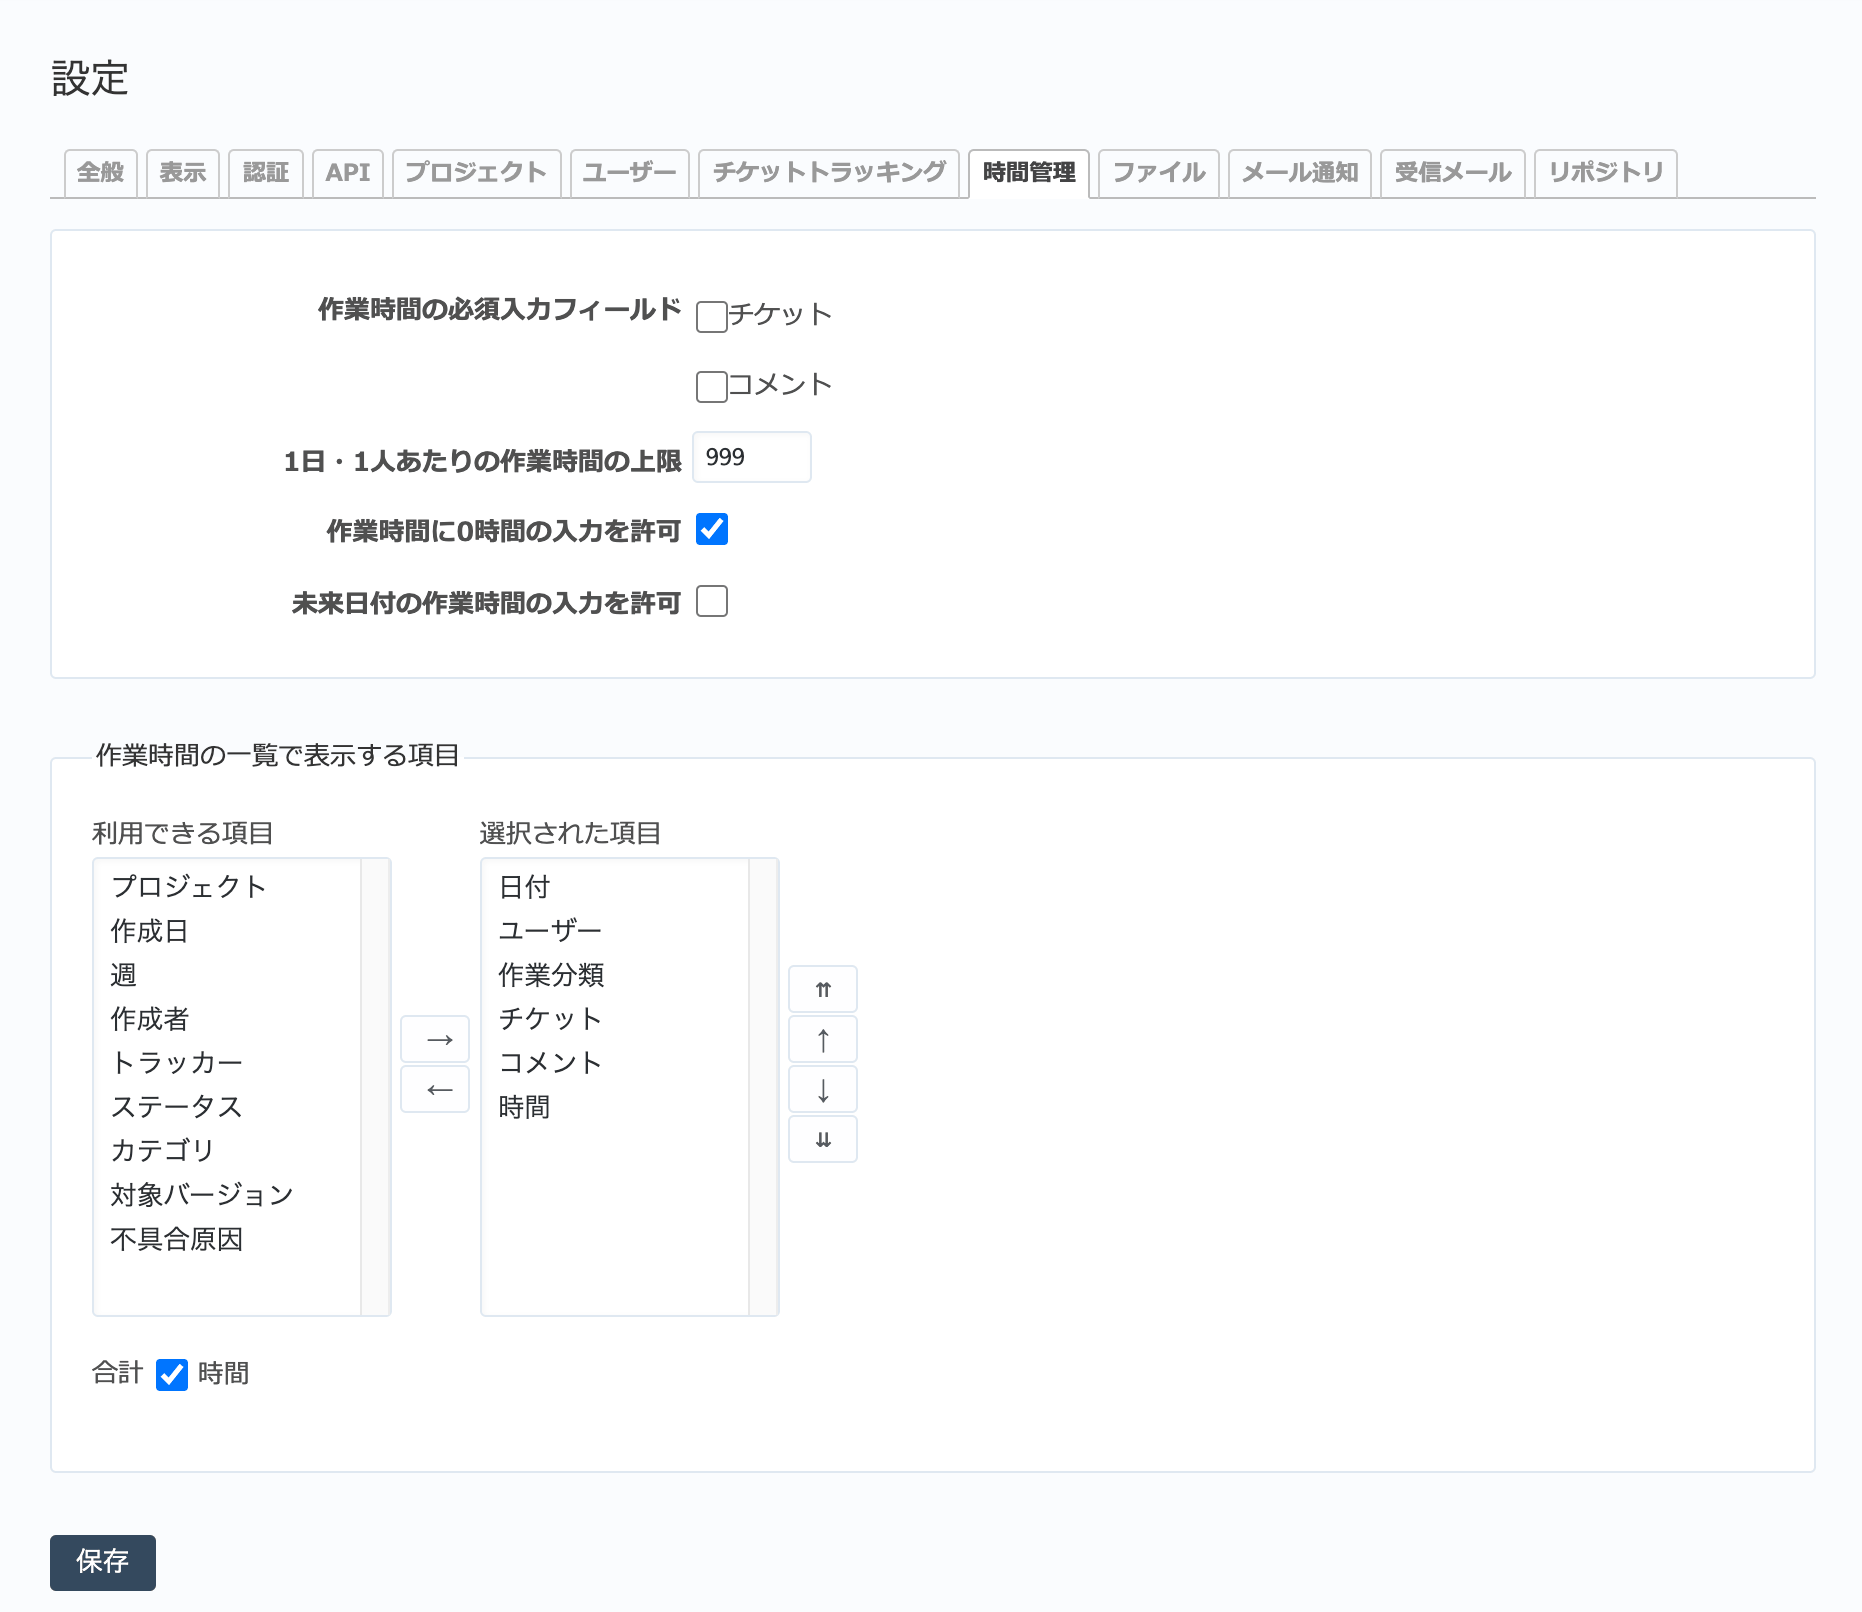 設定
全般 表示 認証 API プロジェクト ユーザー チケットトラッキング 時間管理 ファイル メール通知 受信メール リポジトリ
作業時間の必須入力フィールド チケット
コメント
1日・1人あたりの作業時間の上限 999
作業時間に0時間の入力を許可
未来日付の作業時間の入力を許可
作業時間の一覧で表示する項目
利用できる項目
プロジェクト
作成日
週
作成者
トラッカー
ステータス
カテゴリ
対象バージョン
不具合原因
→
←
選択された項目
日付
ユーザー
作業分類
チケット
コメント
時間
⇈
↑
↓
⇊
合計 時間
保存